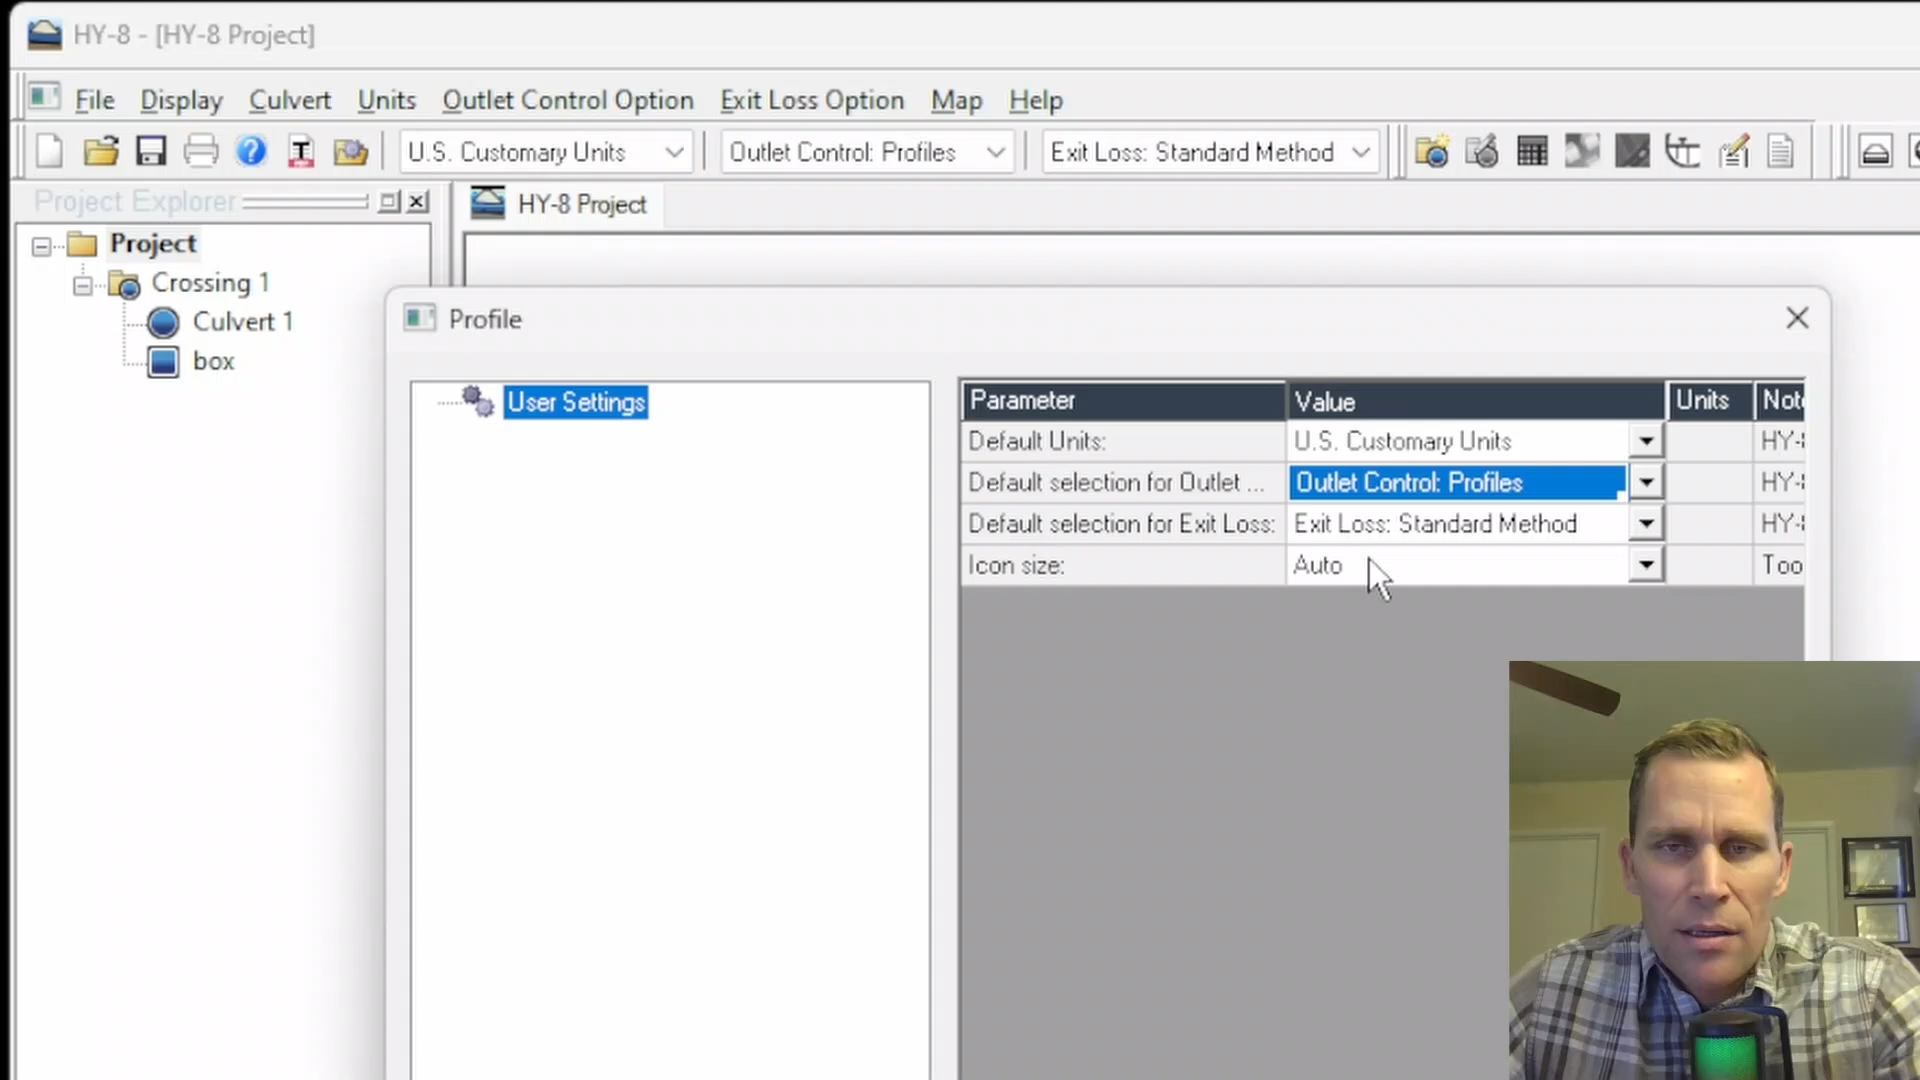 HY-8 - [HY-8 Project]
File Display Culvert Units Outlet Control Option Exit Loss Option Map Help
U.S. Customary Units Outlet Control: Profiles Exit Loss: Standard Method
Project Explorer
HY-8 Project
Project
Crossing 1
Culvert 1
box
Profile
User Settings
Parameter Value Units
Default Units: U.S. Customary Units
Default selection for Outlet ... Outlet Control: Profiles
Default selection for Exit Loss: Exit Loss: Standard Method
Icon size: Auto